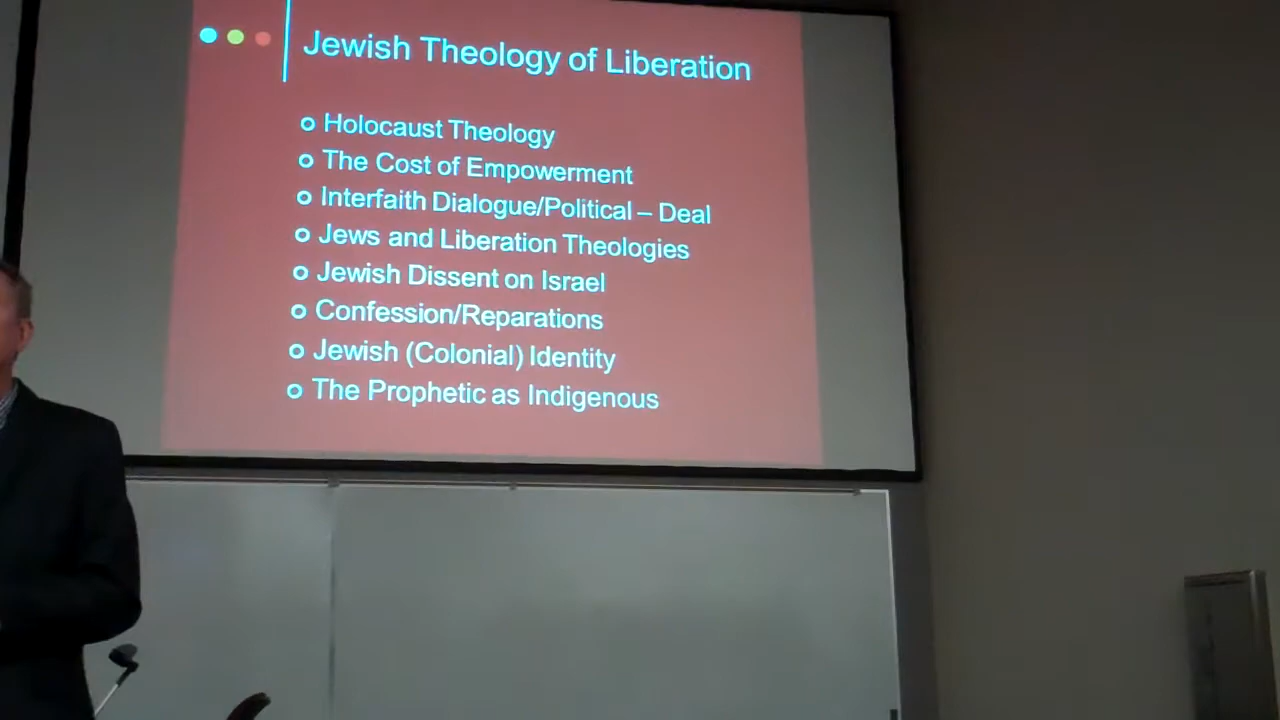 Jewish Theology of Liberation
Holocaust Theology
The Cost of Empowerment
Interfaith Dialogue/Political – Deal
Jews and Liberation Theologies
Jewish Dissent on Israel
Confession/Reparations
Jewish (Colonial) Identity
The Prophetic as Indigenous